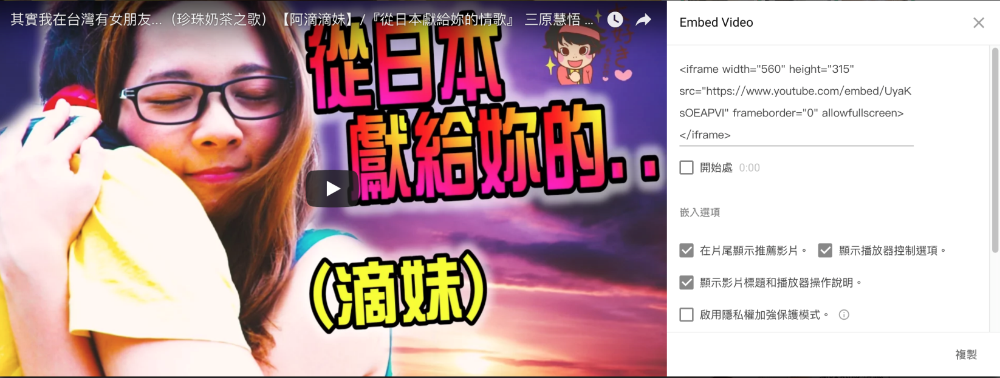 其實我在台灣有女朋友...（珍珠奶茶之歌）【阿滴滴妹】/『從日本獻給妳的情歌』 三原慧悟 ...
大好き！
從日本
獻給妳的..
(滴妹)
Embed Video
<iframe width="560" height="315"
src="https://www.youtube.com/embed/UyaK
sOEAPVI" frameborder="0" allowfullscreen>
</iframe>
開始處 0:00
嵌入選項
在片尾顯示推薦影片。 顯示播放器控制選項。
顯示影片標題和播放器操作說明。
啟用隱私權加強保護模式。
複製